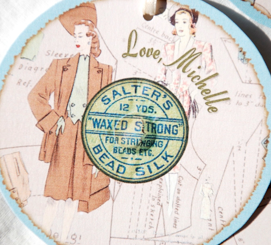 Love, Michelle
SALTER'S
12 YDS.
"WAXED STRONG"
FOR STRINGING
BEADS ETC.
BEAD SILK